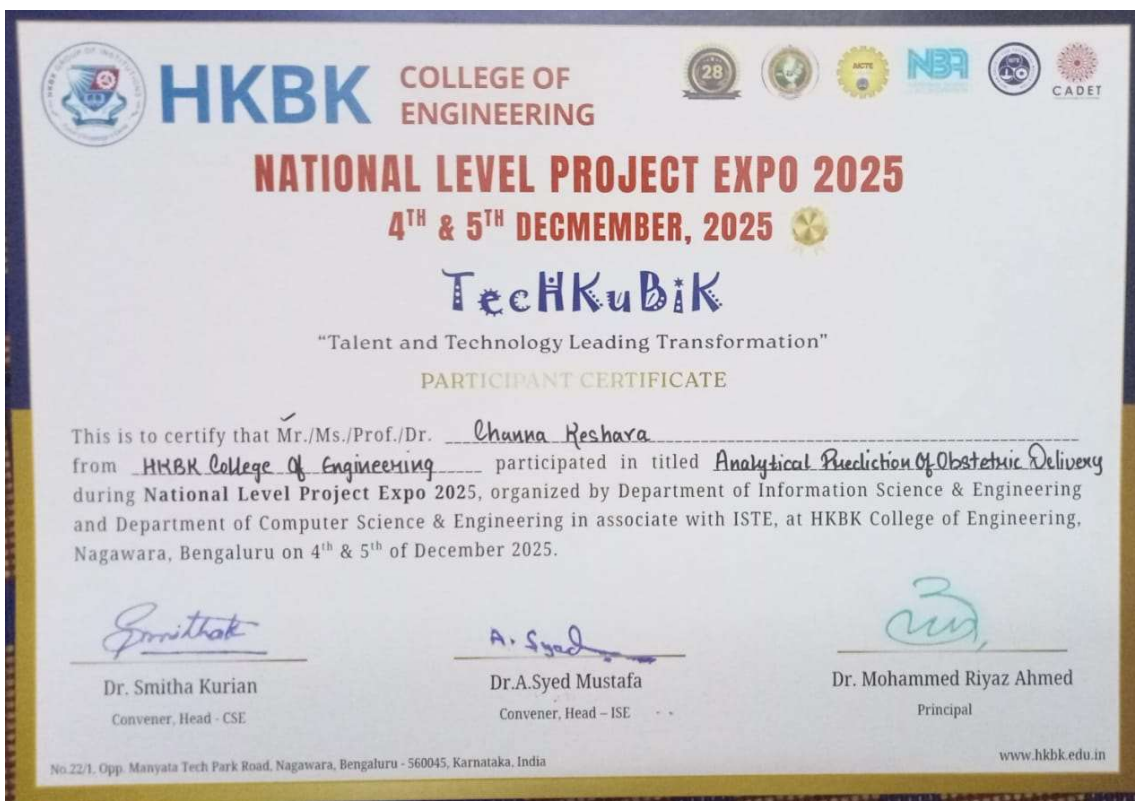 HKBK COLLEGE OF
ENGINEERING
28
AICTE
NBA
CADET
NATIONAL LEVEL PROJECT EXPO 2025
4TH & 5TH DECMEMBER, 2025
TecHKuBiK
“Talent and Technology Leading Transformation”
PARTICIPANT CERTIFICATE
This is to certify that Mr./Ms./Prof./Dr. Channa Keshava
from HKBK College Of Engineering participated in titled Analytical Prediction Of Obstetric Delivery
during National Level Project Expo 2025, organized by Department of Information Science & Engineering
and Department of Computer Science & Engineering in associate with ISTE, at HKBK College of Engineering,
Nagawara, Bengaluru on 4th & 5th of December 2025.
A. Syed
Dr. Smitha Kurian
Dr.A.Syed Mustafa
Dr. Mohammed Riyaz Ahmed
Convener, Head - CSE
Convener, Head – ISE
Principal
No.22/1, Opp. Manyata Tech Park Road, Nagawara, Bengaluru - 560045, Karnataka, India
www.hkbk.edu.in